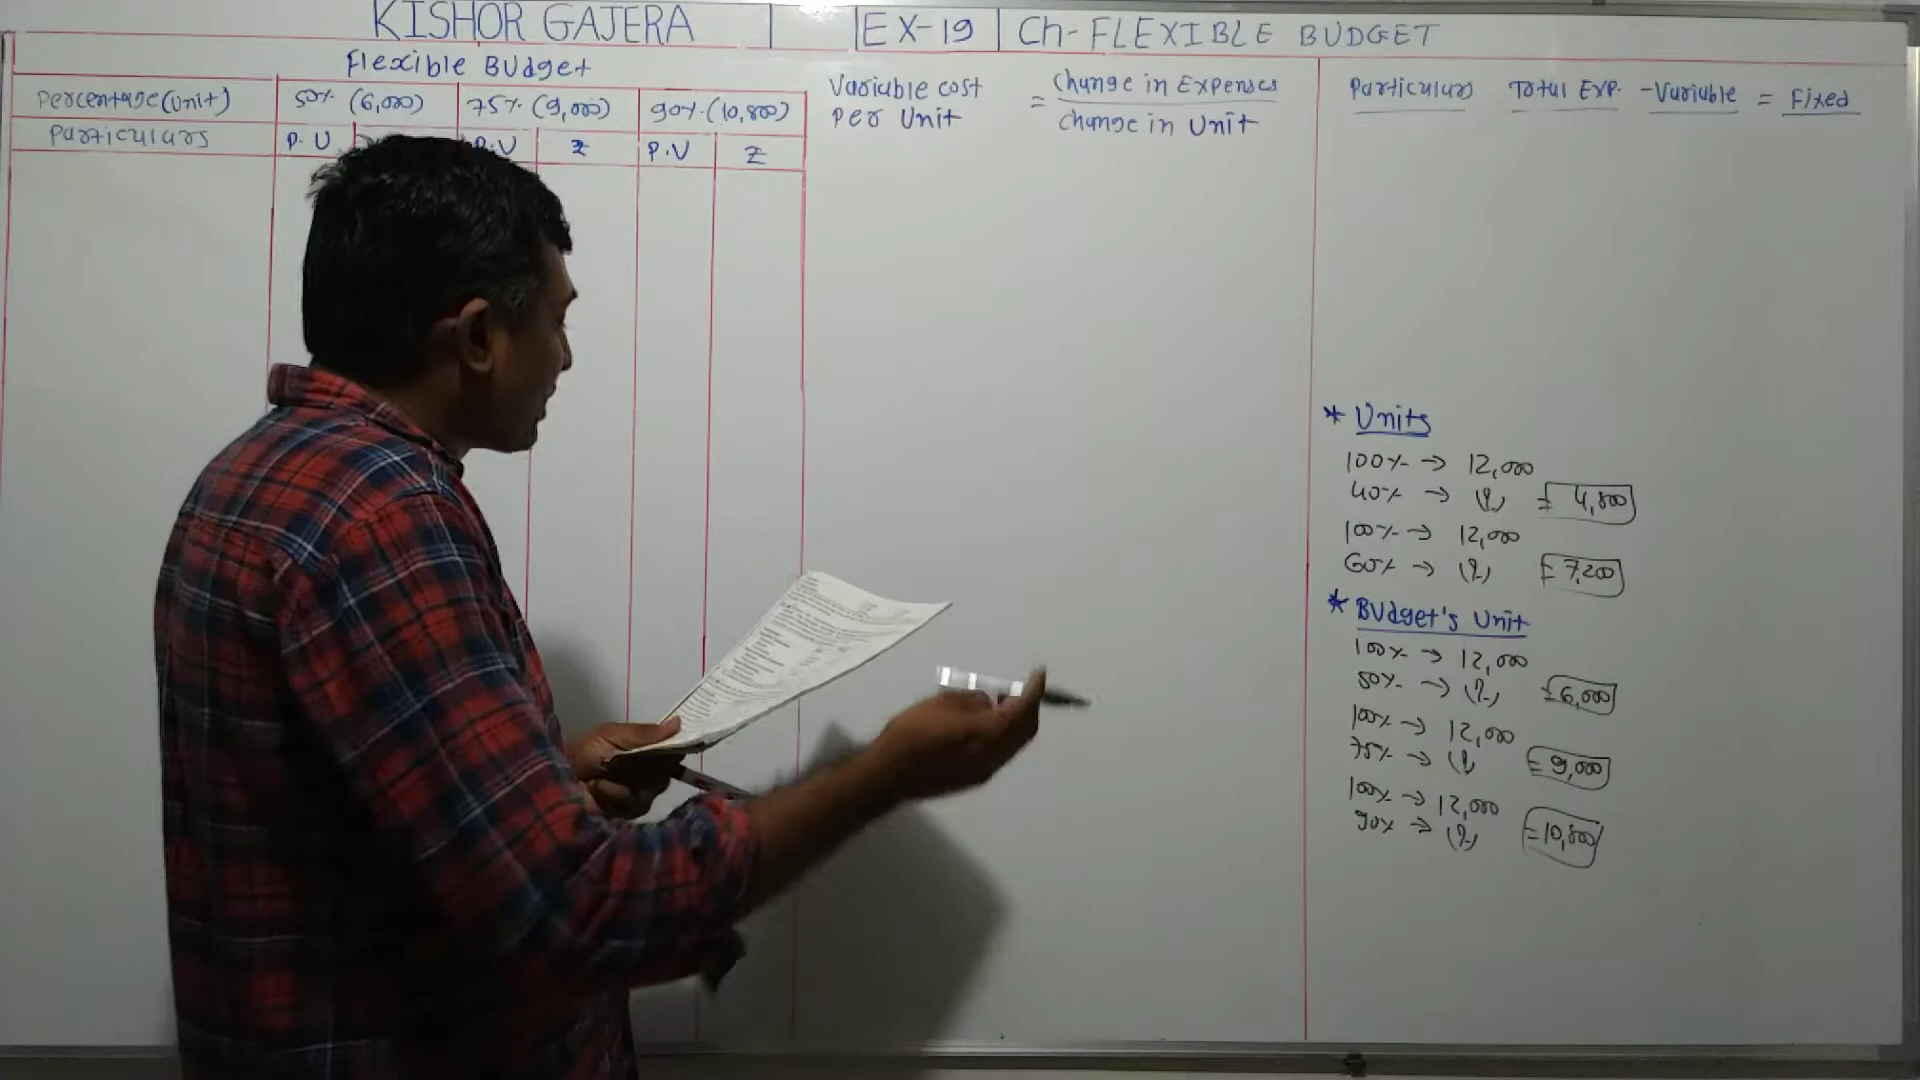 KISHOR GAJERA EX-19 Ch-FLEXIBLE BUDGET
Flexible Budget
Percentage(Unit) 50% (6,000) 75% (9,000) 90% (10,800)
Particulars P.U P.U ₹ P.U ₹
Variable cost per Unit = Change in Expenses / change in Unit
Particulars Total Exp. -Variable = Fixed
* Units
100% → 12,000
40% → (?) = 4,800
100% → 12,000
60% → (?) = 7,200
* Budget's Unit
100% → 12,000
50% → (?) = 6,000
100% → 12,000
75% → (?) = 9,000
100% → 12,000
90% → (?) = 10,800